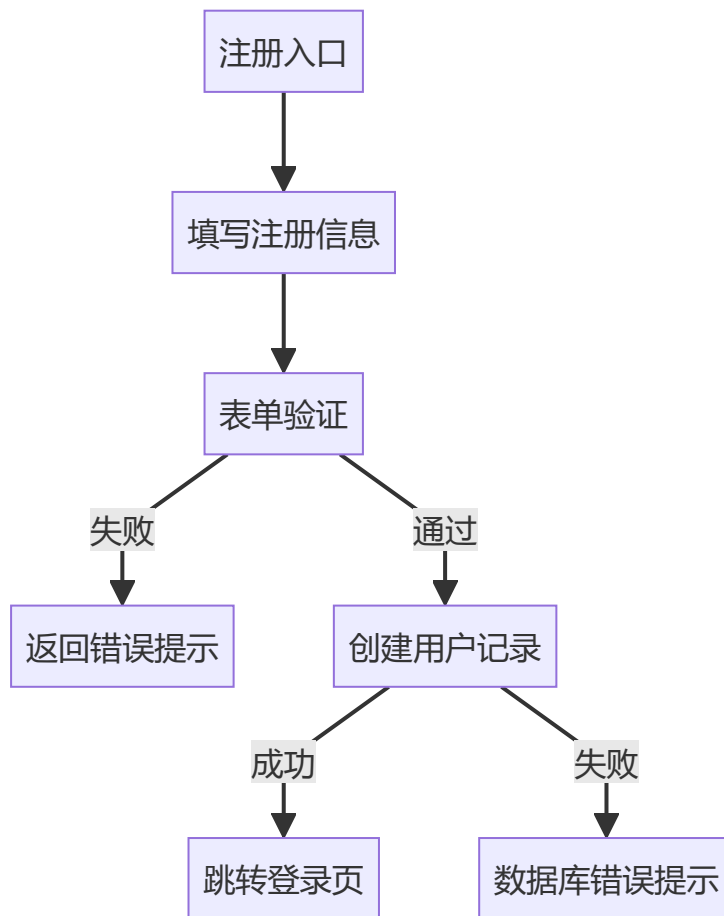 注册入口
填写注册信息
表单验证
失败
通过
返回错误提示
创建用户记录
成功
失败
跳转登录页
数据库错误提示